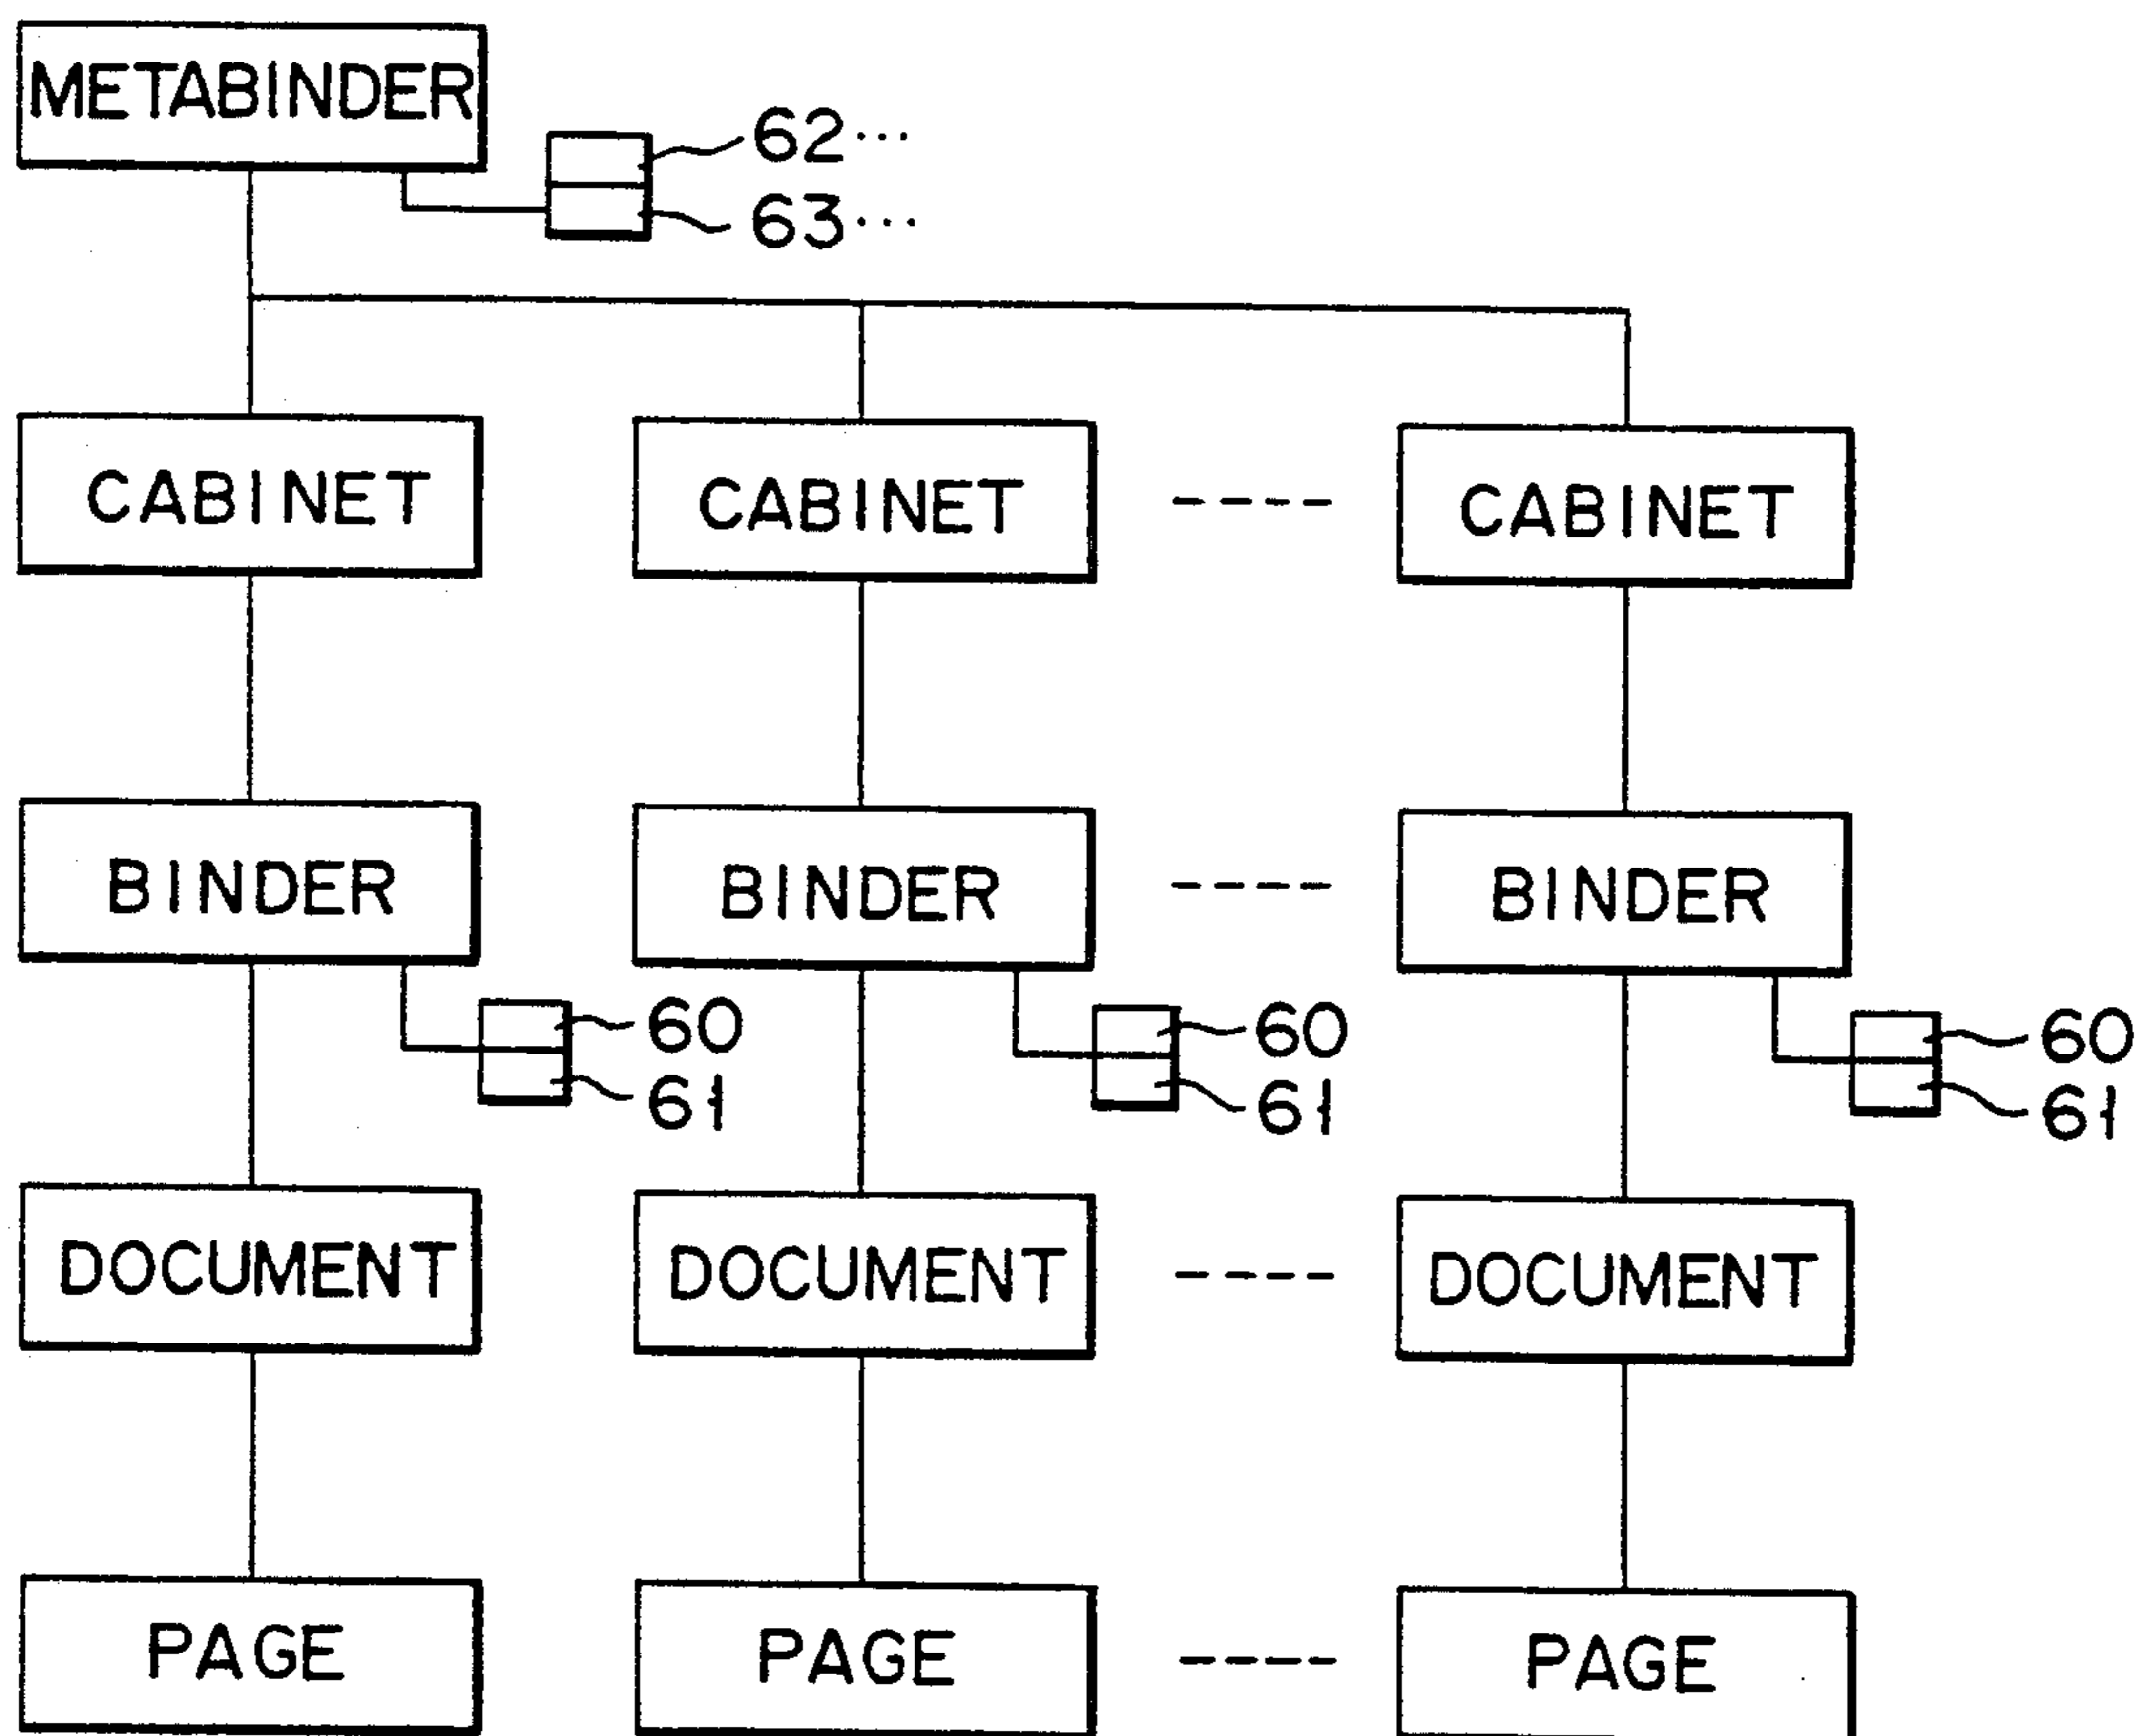 METABINDER
62...
63...
CABINET CABINET ---- CABINET
BINDER BINDER ---- BINDER
60 60 60
61 61 61
DOCUMENT DOCUMENT ---- DOCUMENT
PAGE PAGE ---- PAGE